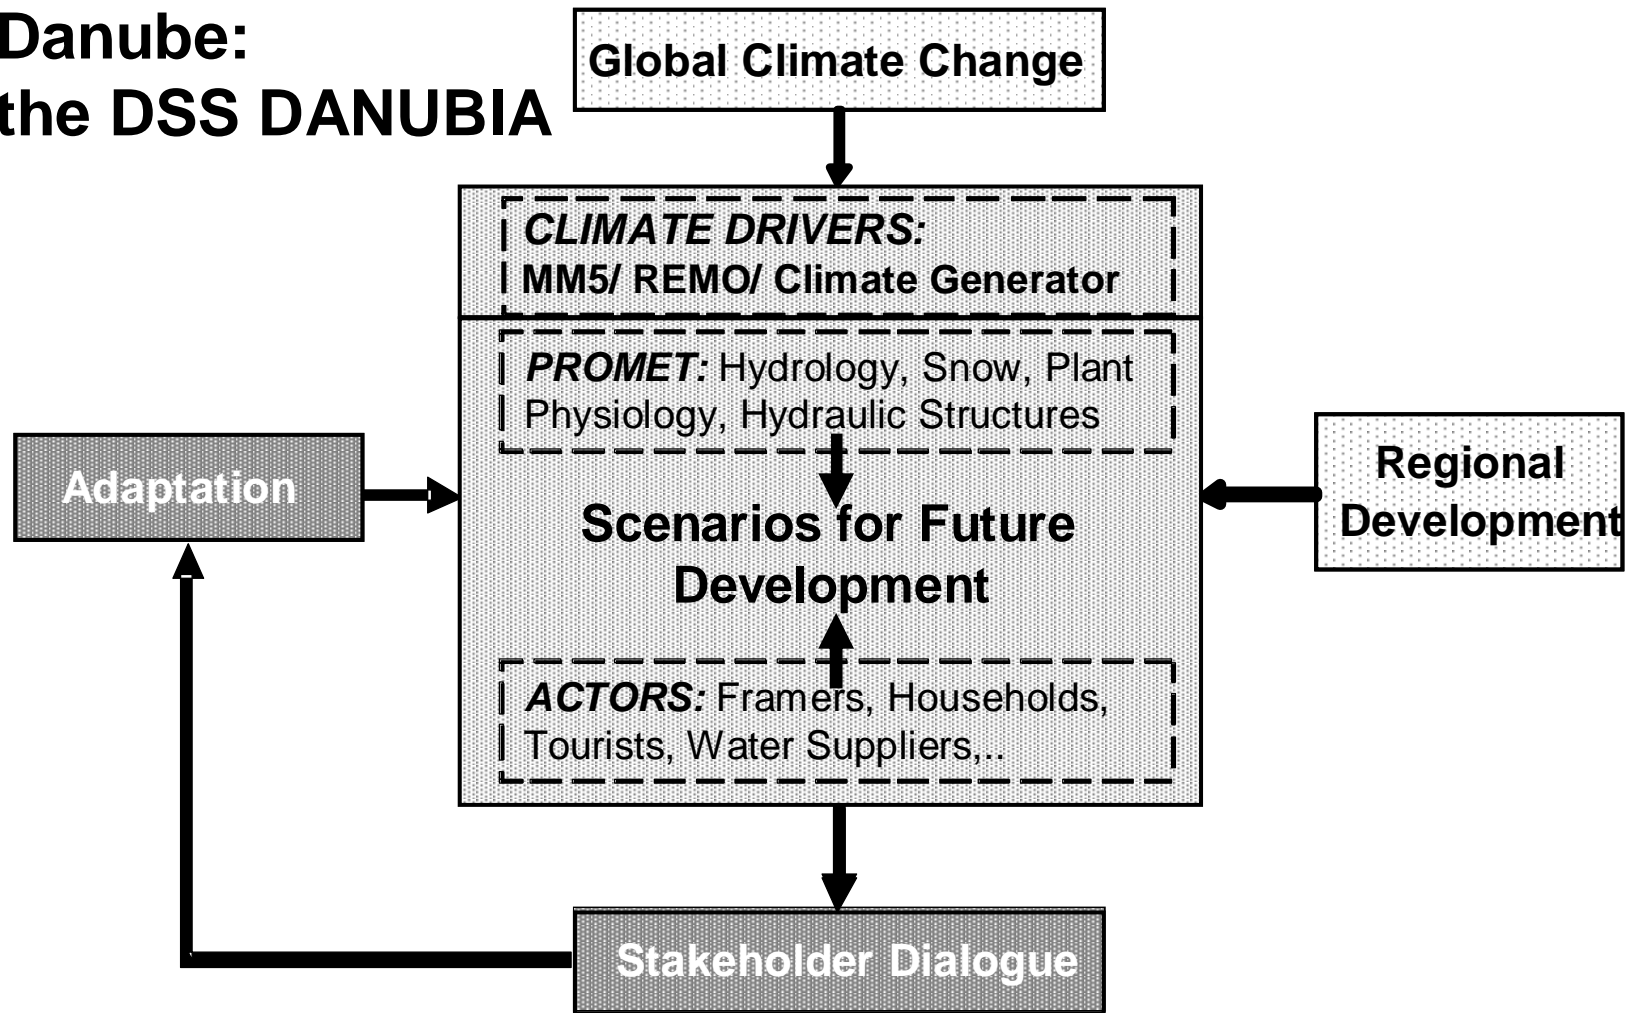 Danube:
the DSS DANUBIA
Global Climate Change
CLIMATE DRIVERS:
MM5/ REMO/ Climate Generator
PROMET: Hydrology, Snow, Plant
Physiology, Hydraulic Structures
Adaptation
Regional
Development
Scenarios for Future
Development
ACTORS: Framers, Households,
Tourists, Water Suppliers,..
Stakeholder Dialogue